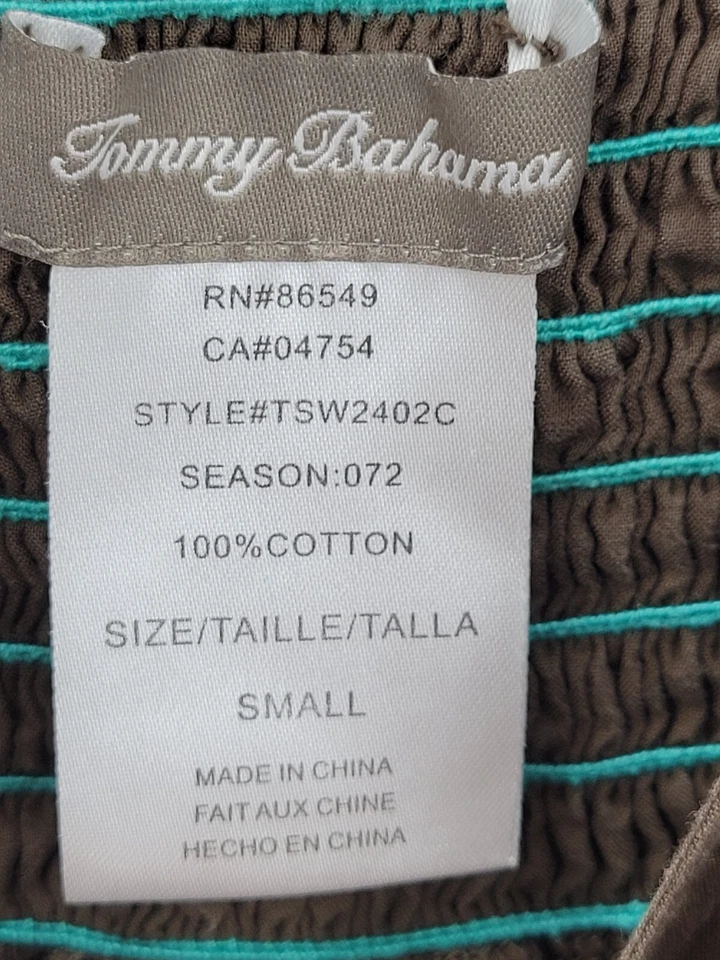 Tommy Bahama
RN#86549
CA#04754
STYLE#TSW2402C
SEASON:072
100%COTTON
SIZE/TAILLE/TALLA
SMALL
MADE IN CHINA
FAIT AUX CHINE
HECHO EN CHINA